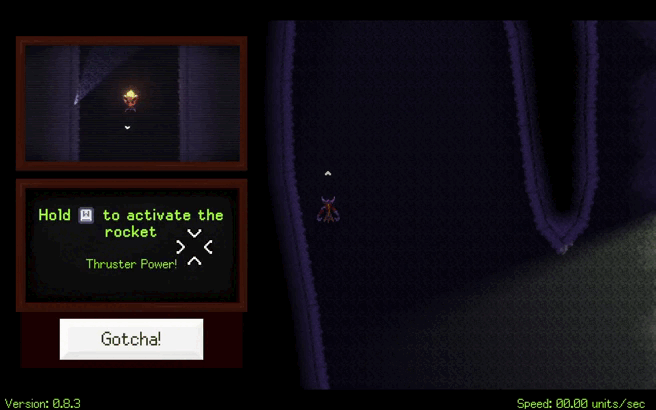 Hold W to activate the
rocket
Thruster Power!
Gotcha!
Version: 0.8.3
Speed: 00.00 units/sec